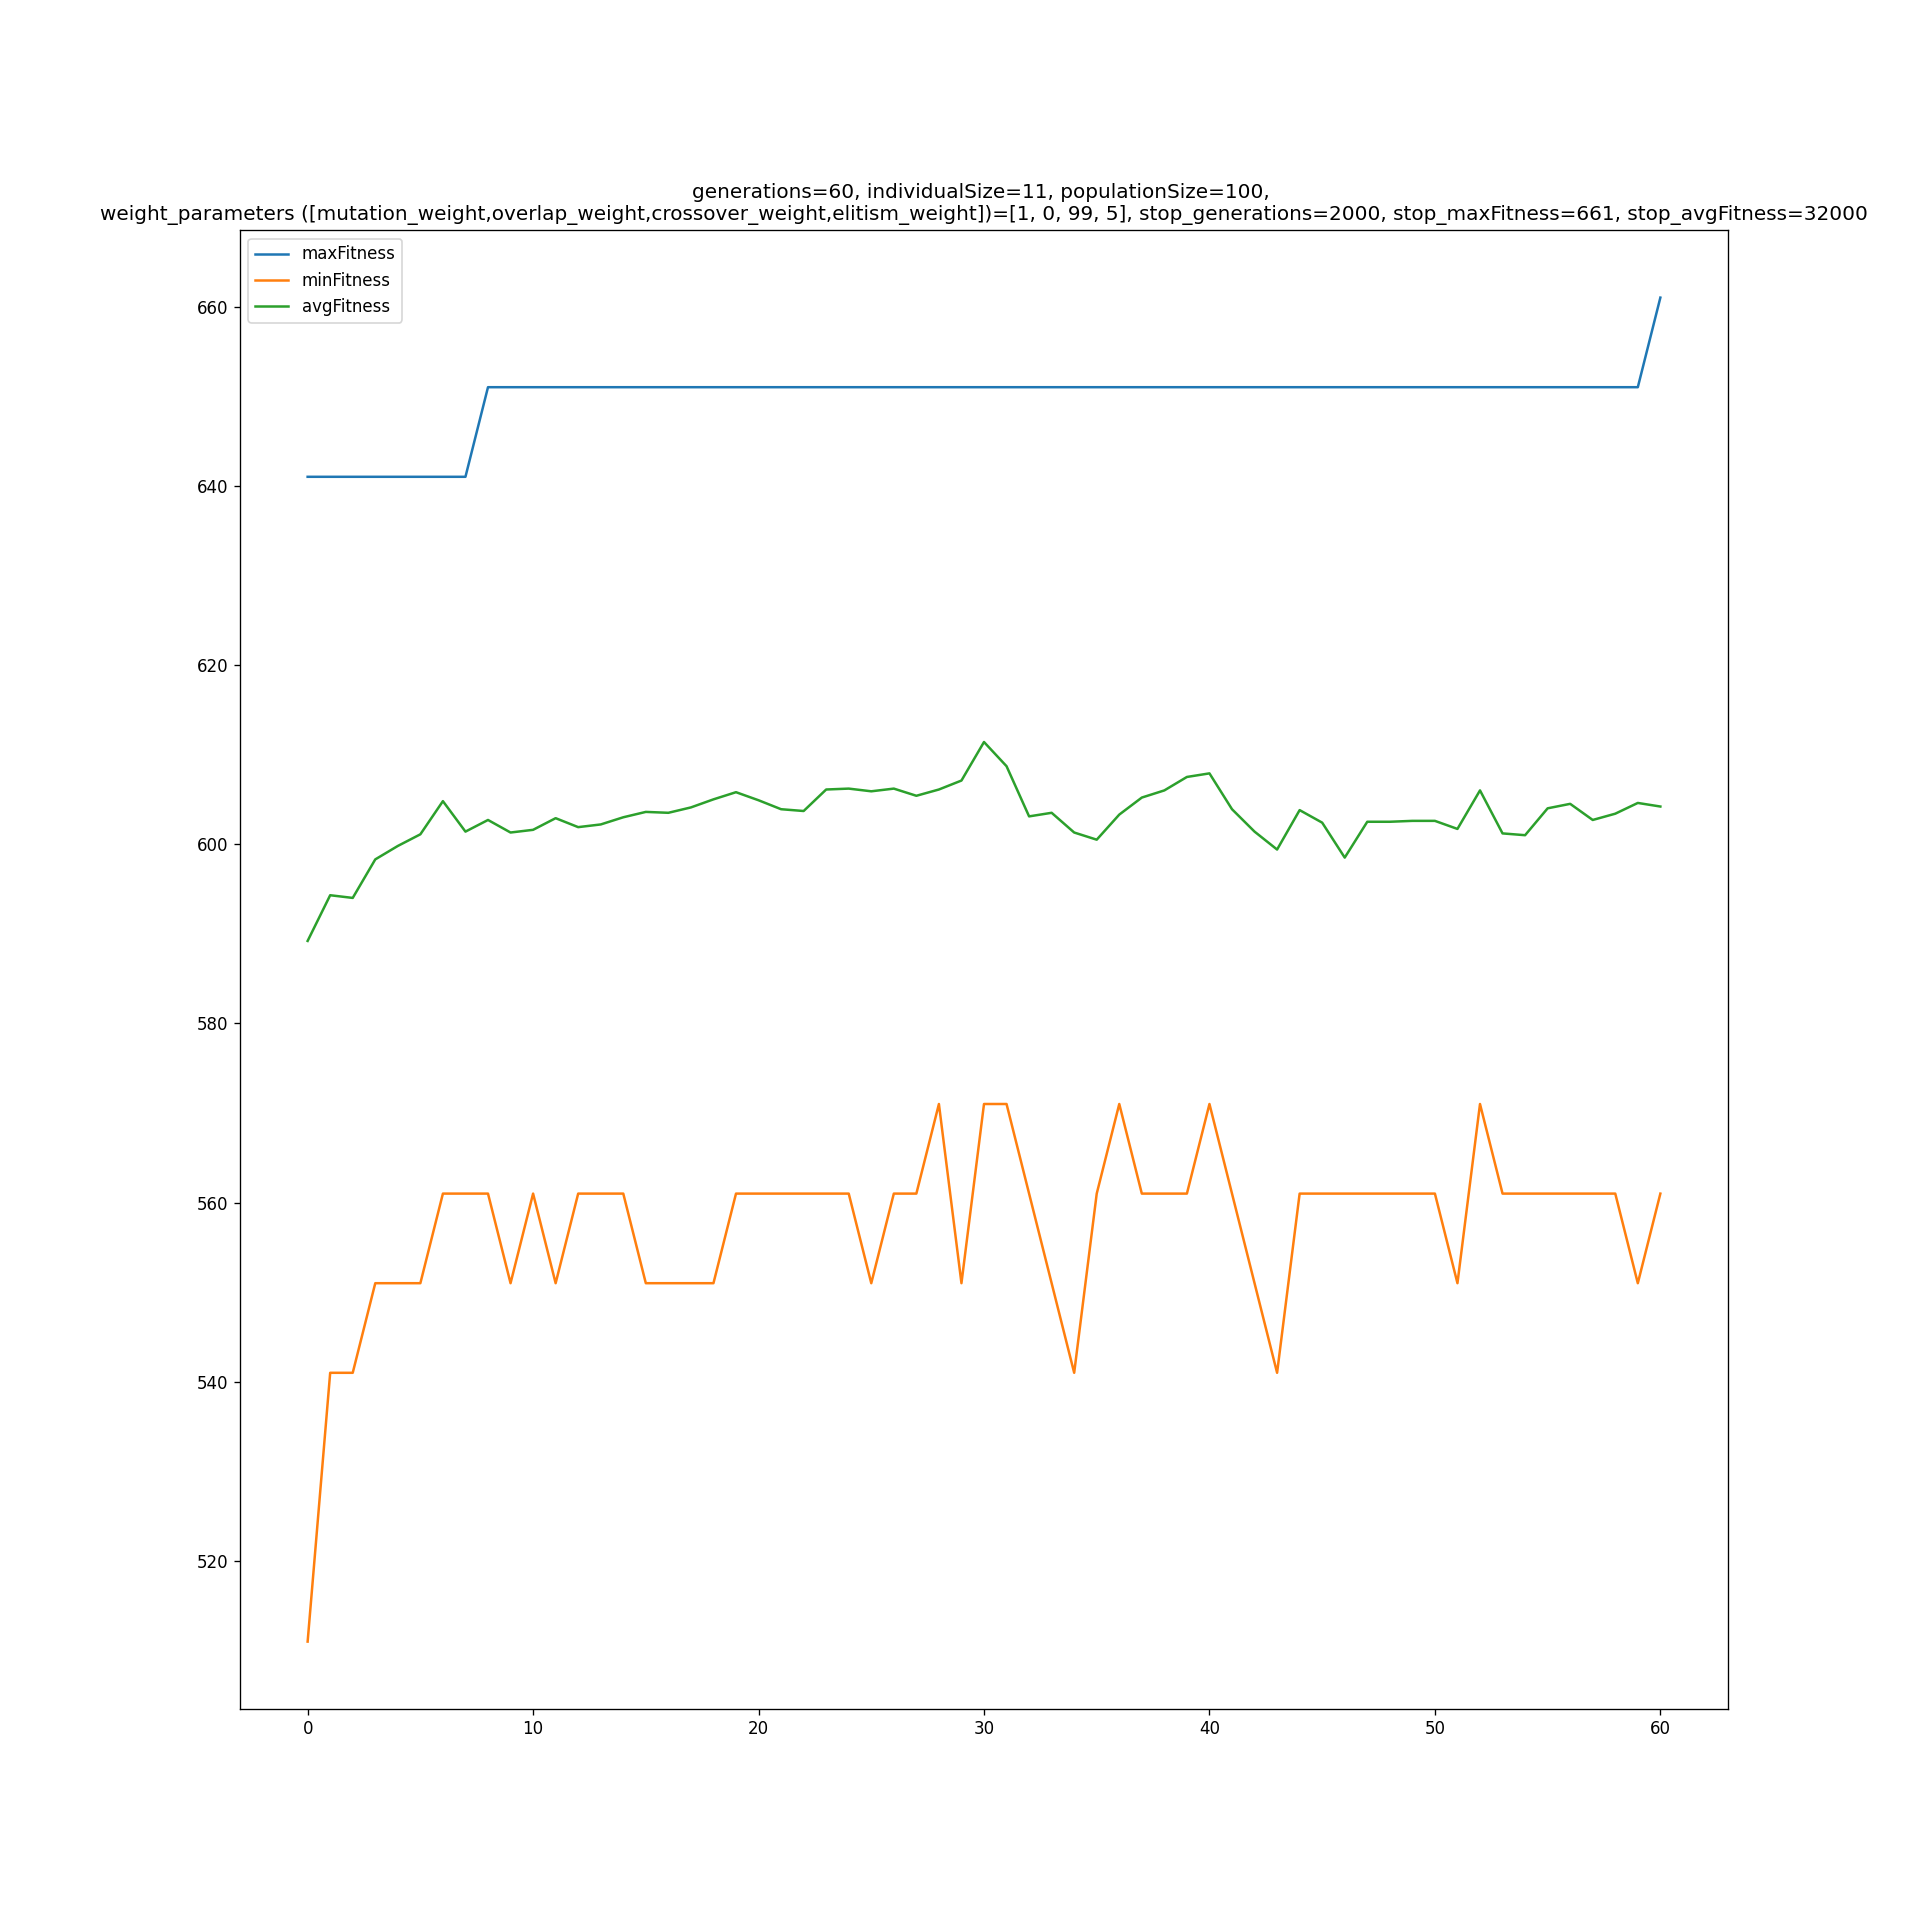 generations=60, individualSize=11, populationSize=100,
weight_parameters ([mutation_weight,overlap_weight,crossover_weight,elitism_weight])=[1, 0, 99, 5], stop_generations=2000, stop_maxFitness=661, stop_avgFitness=32000
maxFitness
minFitness
avgFitness
660
640
620
600
580
560
540
520
0 10 20 30 40 50 60